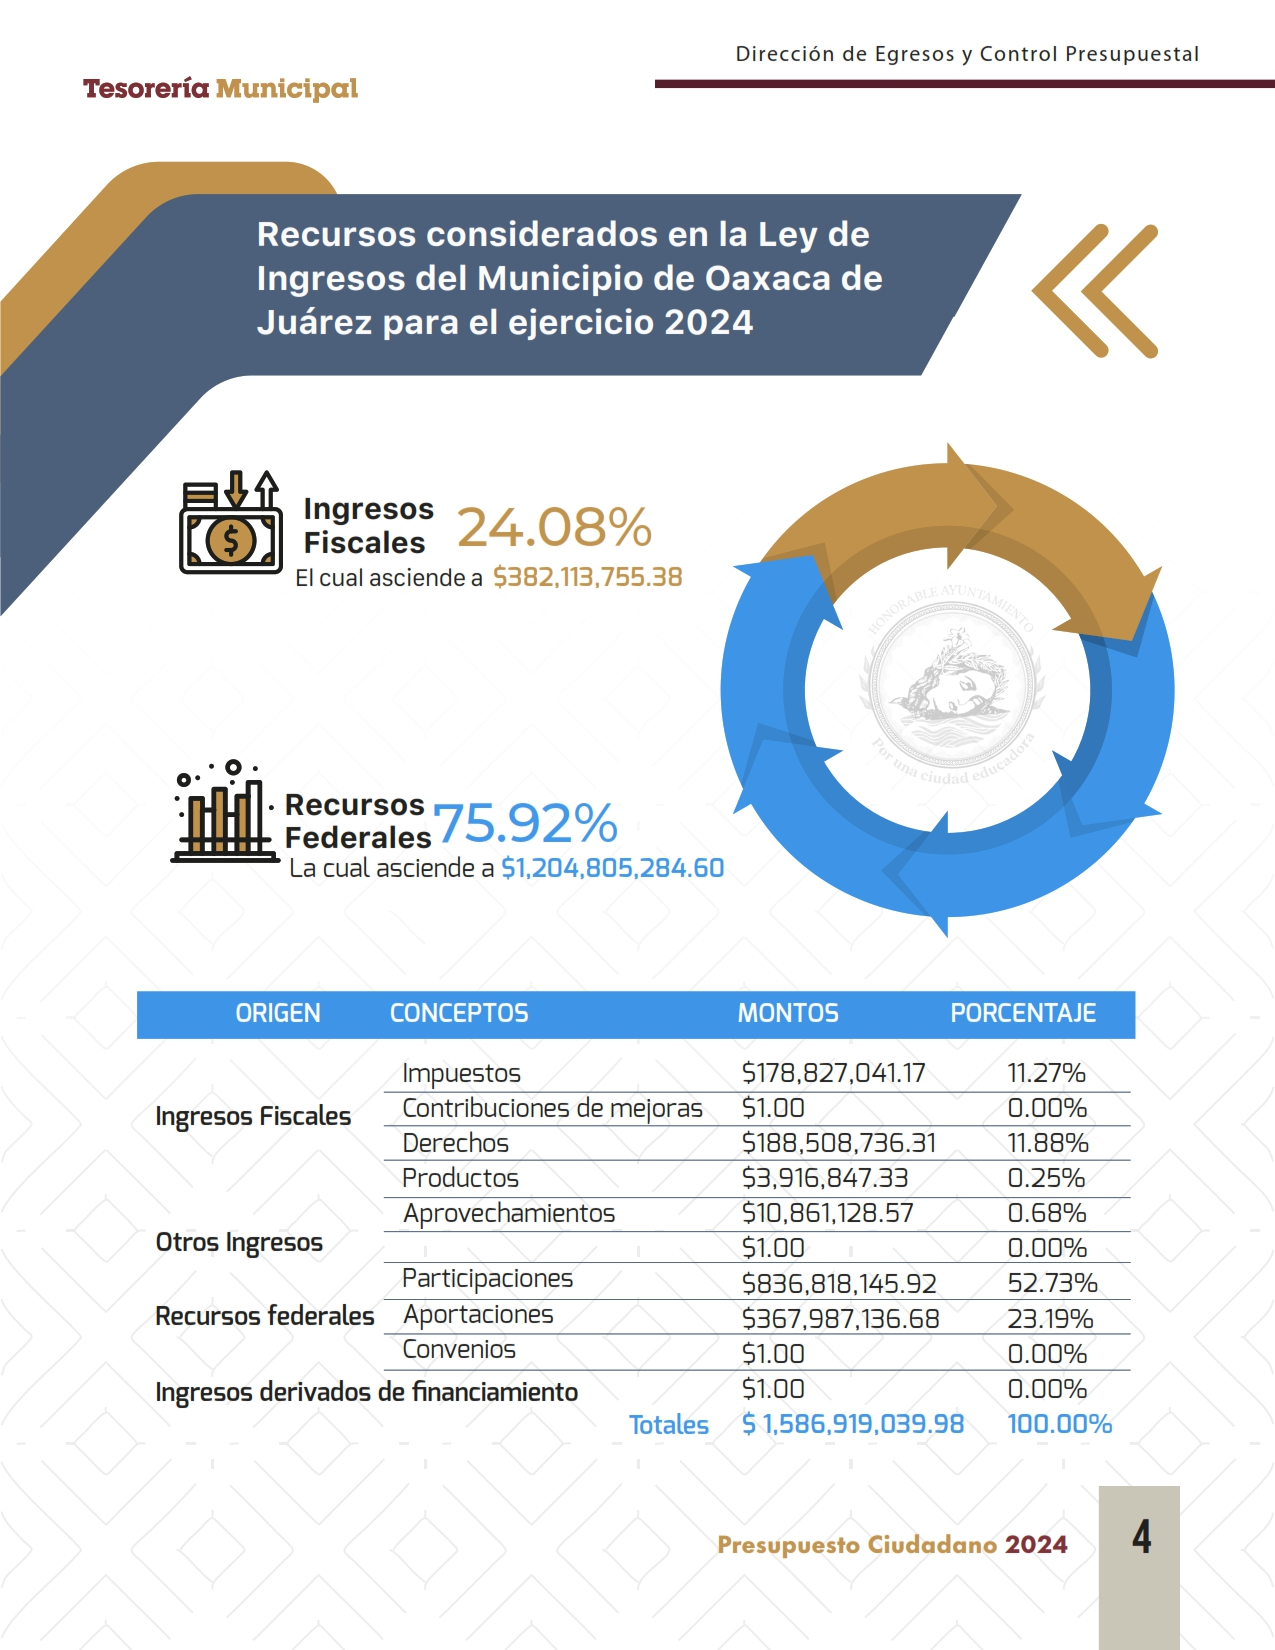 Dirección de Egresos y Control Presupuestal
Tesorería Municipal
Recursos considerados en la Ley de
Ingresos del Municipio de Oaxaca de
Juárez para el ejercicio 2024
Ingresos
Fiscales
24.08%
El cual asciende a $382,113,755.38
HONORABLE AYUNTAMIENTO
Por una ciudad educadora
Recursos
Federales
75.92%
La cual asciende a $1,204,805,284.60
ORIGEN CONCEPTOS MONTOS PORCENTAJE
Impuestos $178,827,041.17 11.27%
Ingresos Fiscales
Contribuciones de mejoras $1.00 0.00%
Derechos $188,508,736.31 11.88%
Productos $3,916,847.33 0.25%
Aprovechamientos $10,861,128.57 0.68%
Otros Ingresos $1.00 0.00%
Participaciones $836,818,145.92 52.73%
Recursos federales Aportaciones $367,987,136.68 23.19%
Convenios $1.00 0.00%
Ingresos derivados de financiamiento $1.00 0.00%
Totales $ 1,586,919,039.98 100.00%
Presupuesto Ciudadano 2024
4